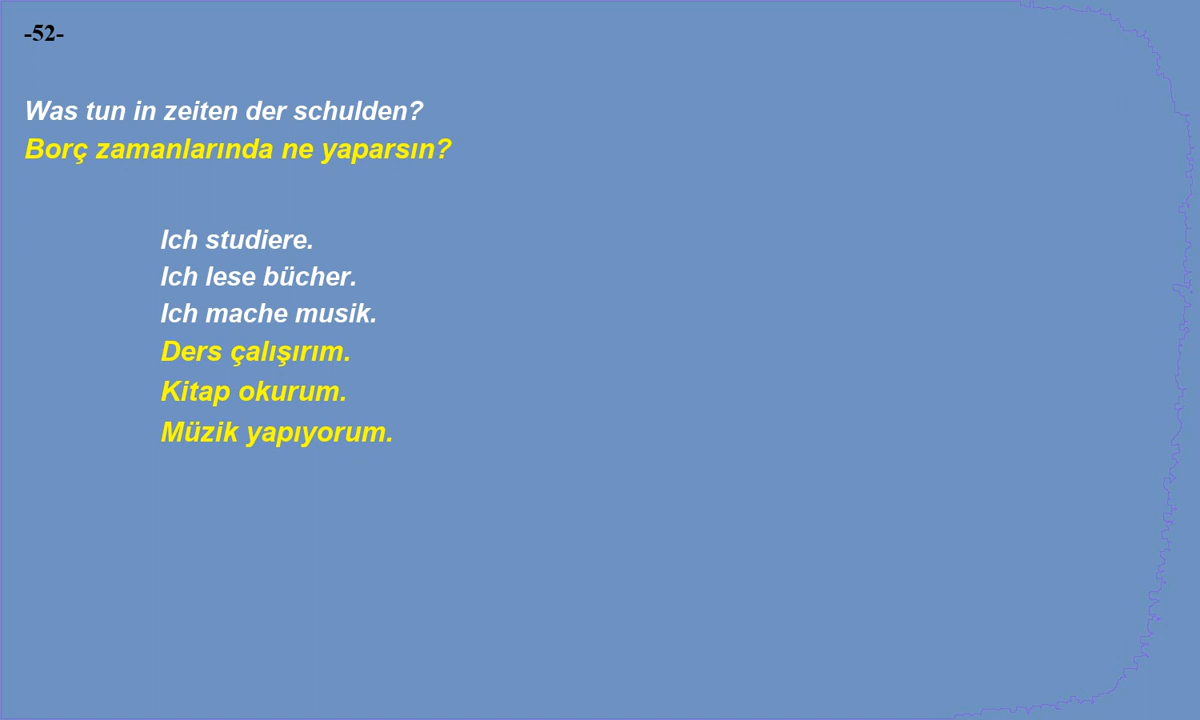 -52-
Was tun in zeiten der schulden?
Borç zamanlarında ne yaparsın?
Ich studiere.
Ich lese bücher.
Ich mache musik.
Ders çalışırım.
Kitap okurum.
Müzik yapıyorum.